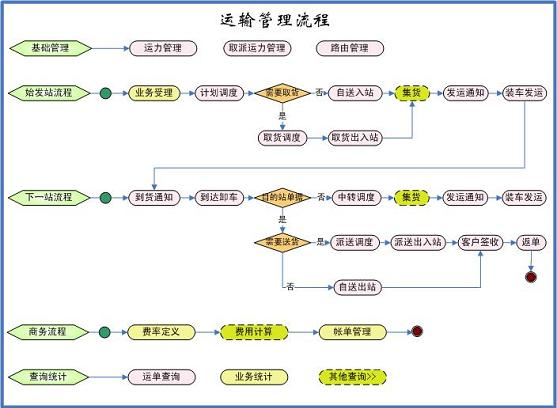 运输管理流程
基础管理 运力管理 取派运力管理 路由管理
始发站流程 业务受理 计划调度 需要取货 否 自送入站 集货 发运通知 装车发运
是
取货调度 取货出入站
下一站流程 到货通知 到达卸车 目的站单据 否 中转调度 集货 发运通知 装车发运
是
需要送货 是 派送调度 派送出入站 客户签收 返单
否 自送出站
商务流程 费率定义 费用计算 帐单管理
查询统计 运单查询 业务统计 其他查询>>